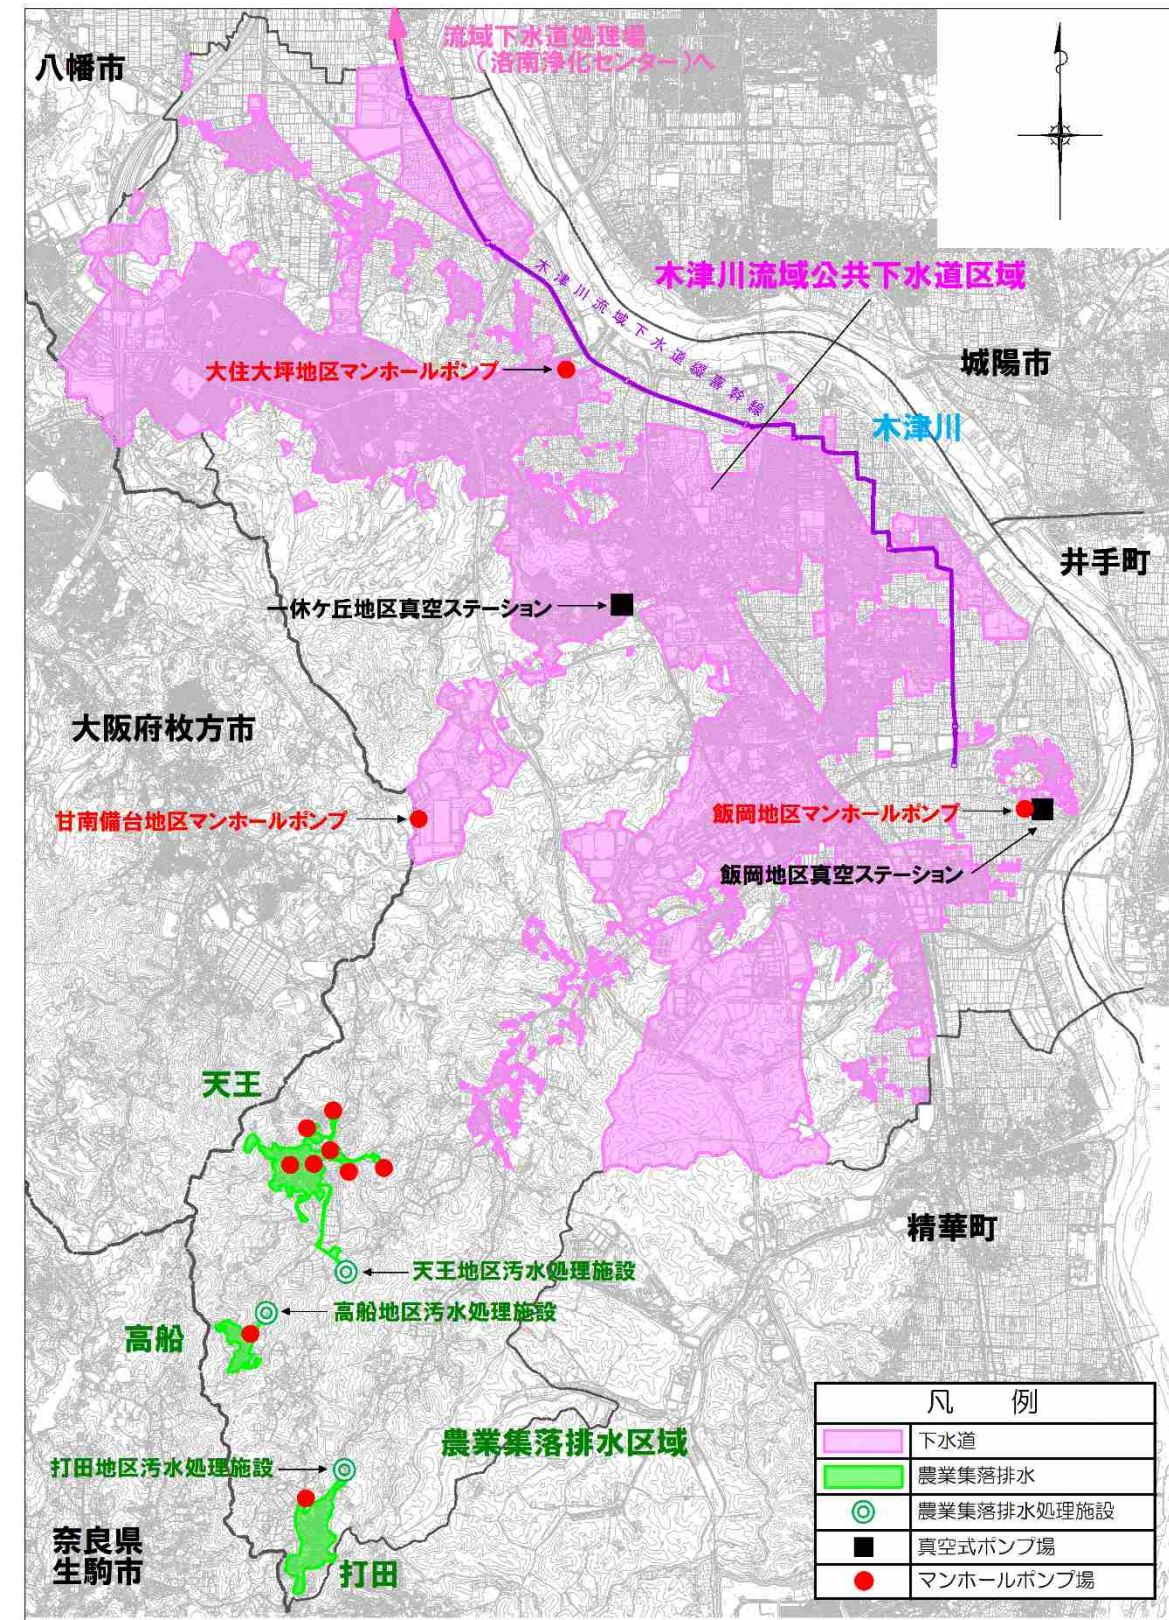 流域下水道処理場
(洛南浄化センター)へ
八幡市
木津川流域公共下水道区域
木津川流域下水道綴喜幹線
城陽市
大住大坪地区マンホールポンプ
木津川
井手町
一休ケ丘地区真空ステーション
大阪府枚方市
甘南備台地区マンホールポンプ
飯岡地区マンホールポンプ
飯岡地区真空ステーション
天王
精華町
天王地区汚水処理施設
高船地区汚水処理施設
高船
農業集落排水区域
打田地区汚水処理施設
奈良県
生駒市
打田
凡 例
下水道
農業集落排水
農業集落排水処理施設
真空式ポンプ場
マンホールポンプ場